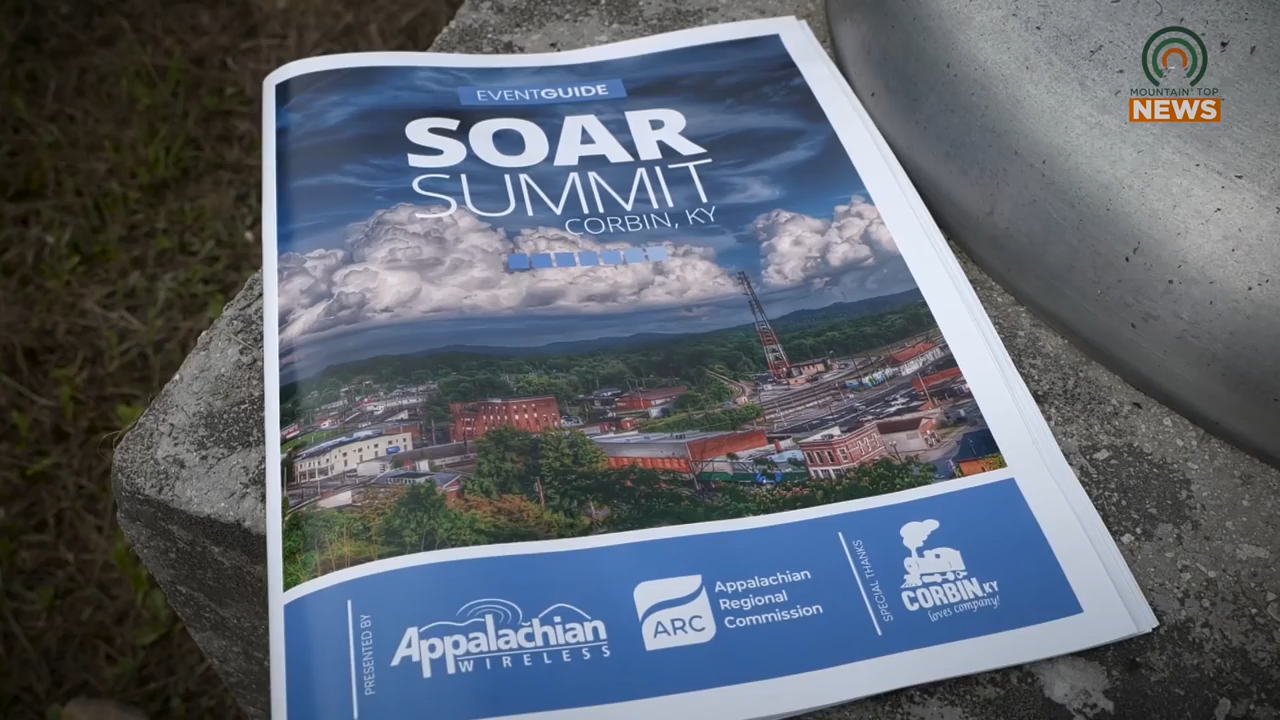 MOUNTAIN TOP
NEWS
EVENTGUIDE
SOAR
SUMMIT
CORBIN, KY
PRESENTED BY
Appalachian
WIRELESS
ARC
Appalachian
Regional
Commission
SPECIAL THANKS
CORBIN, KY
loves company!